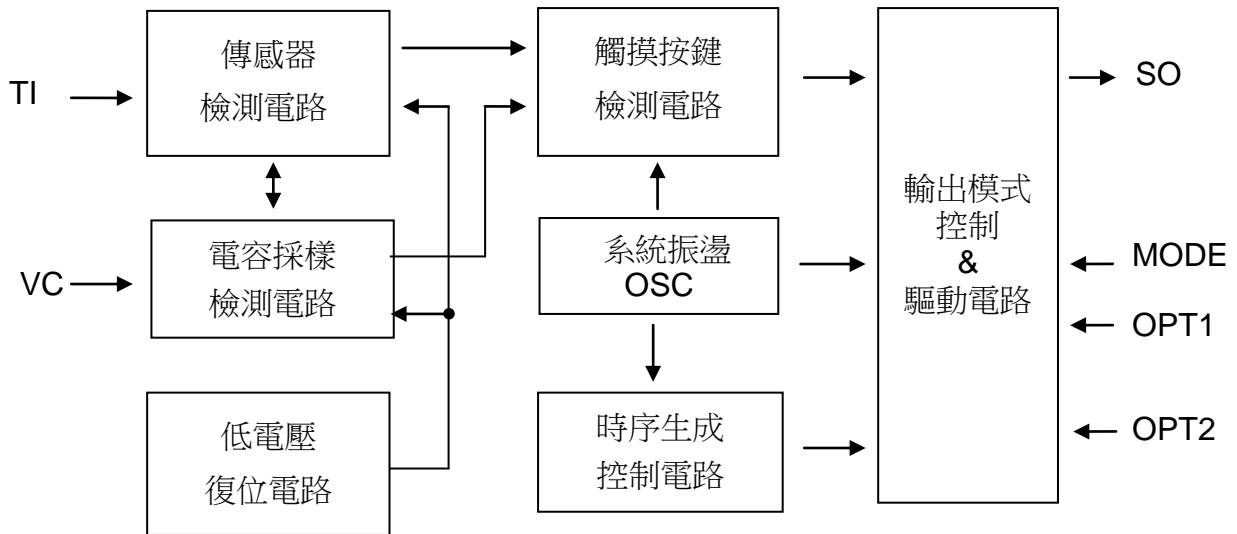 TI
傳感器
檢測電路
觸摸按鍵
檢測電路
SO
VC
電容採樣
檢測電路
系統振盪
OSC
輸出模式
控制
&
驅動電路
MODE
OPT1
OPT2
低電壓
復位電路
時序生成
控制電路